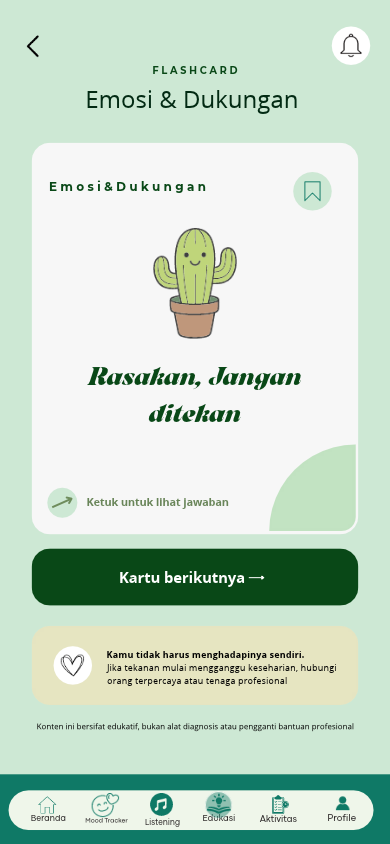 FLASHCARD
Emosi & Dukungan
Emosi&Dukungan
Rasakan, Jangan
ditekan
Ketuk untuk lihat jawaban
Kartu berikutnya →
Kamu tidak harus menghadapinya sendiri.
Jika tekanan mulai mengganggu keseharian, hubungi
orang terpercaya atau tenaga profesional
Konten ini bersifat edukatif, bukan alat diagnosis atau pengganti bantuan profesional
Beranda
Mood Tracker
Listening
Edukasi
Aktivitas
Profile